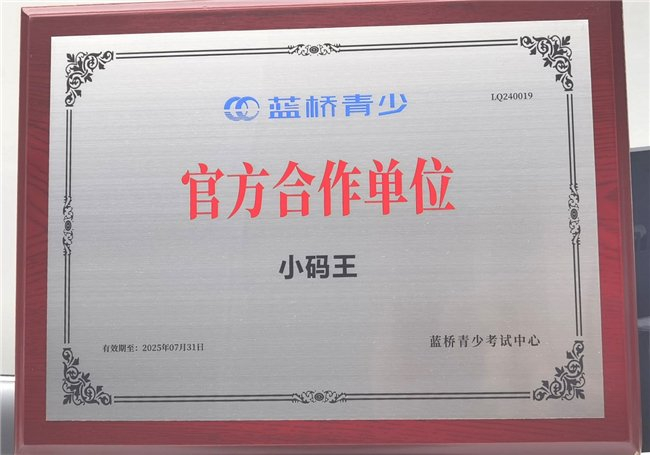 蓝桥青少
LQ240019
官方合作单位
小码王
有效期至：2025年07月31日
蓝桥青少考试中心